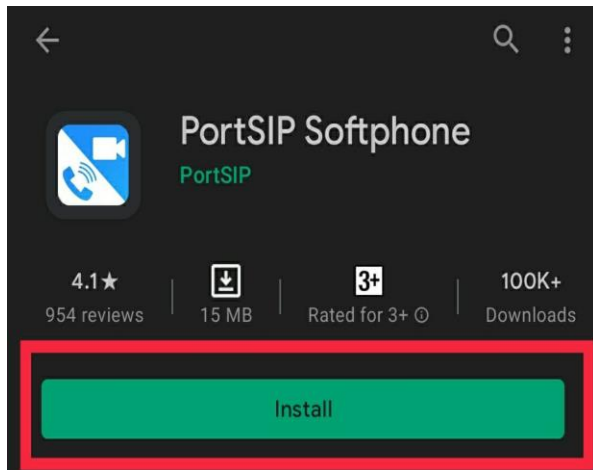 PortSIP Softphone
PortSIP
4.1★
954 reviews
15 MB
3+
Rated for 3+
100K+
Downloads
Install